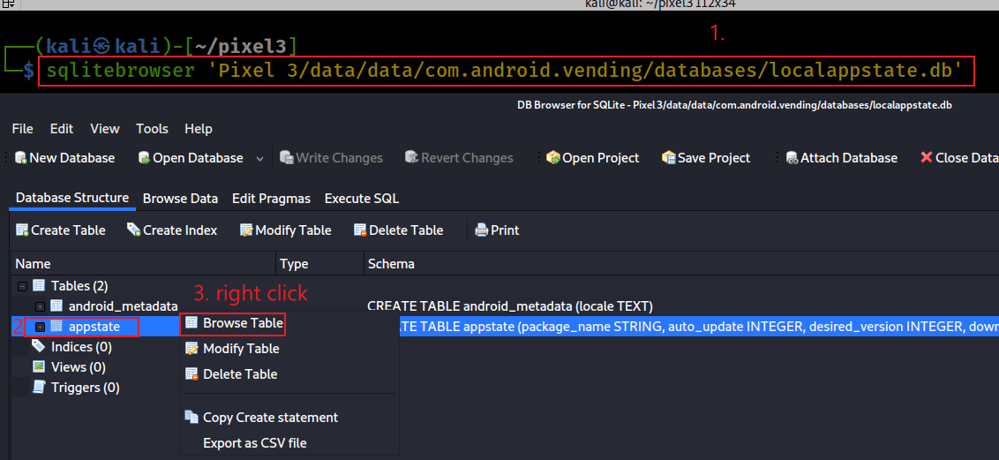 kali@kali: ~/pixel3 112x34
1.
(kali㉿kali)-[~/pixel3]
$ sqlitebrowser 'Pixel 3/data/data/com.android.vending/databases/localappstate.db'
DB Browser for SQLite - Pixel 3/data/data/com.android.vending/databases/localappstate.db
File Edit View Tools Help
New Database Open Database Write Changes Revert Changes Open Project Save Project Attach Database Close Data
Database Structure Browse Data Edit Pragmas Execute SQL
Create Table Create Index Modify Table Delete Table Print
Name Type Schema
Tables (2)
3. right click
android_metadata CREATE TABLE android_metadata (locale TEXT)
2 appstate Browse Table TE TABLE appstate (package_name STRING, auto_update INTEGER, desired_version INTEGER, down
Indices (0) Modify Table
Views (0) Delete Table
Triggers (0)
Copy Create statement
Export as CSV file